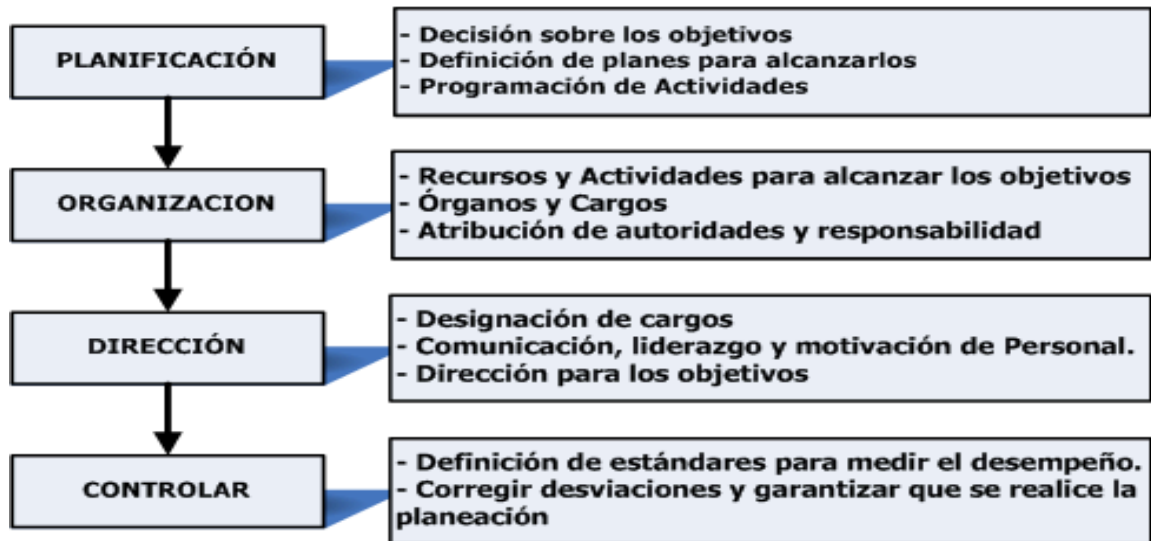 PLANIFICACIÓN
- Decisión sobre los objetivos
- Definición de planes para alcanzarlos
- Programación de Actividades
ORGANIZACION
- Recursos y Actividades para alcanzar los objetivos
- Órganos y Cargos
- Atribución de autoridades y responsabilidad
DIRECCIÓN
- Designación de cargos
- Comunicación, liderazgo y motivación de Personal.
- Dirección para los objetivos
CONTROLAR
- Definición de estándares para medir el desempeño.
- Corregir desviaciones y garantizar que se realice la
planeación